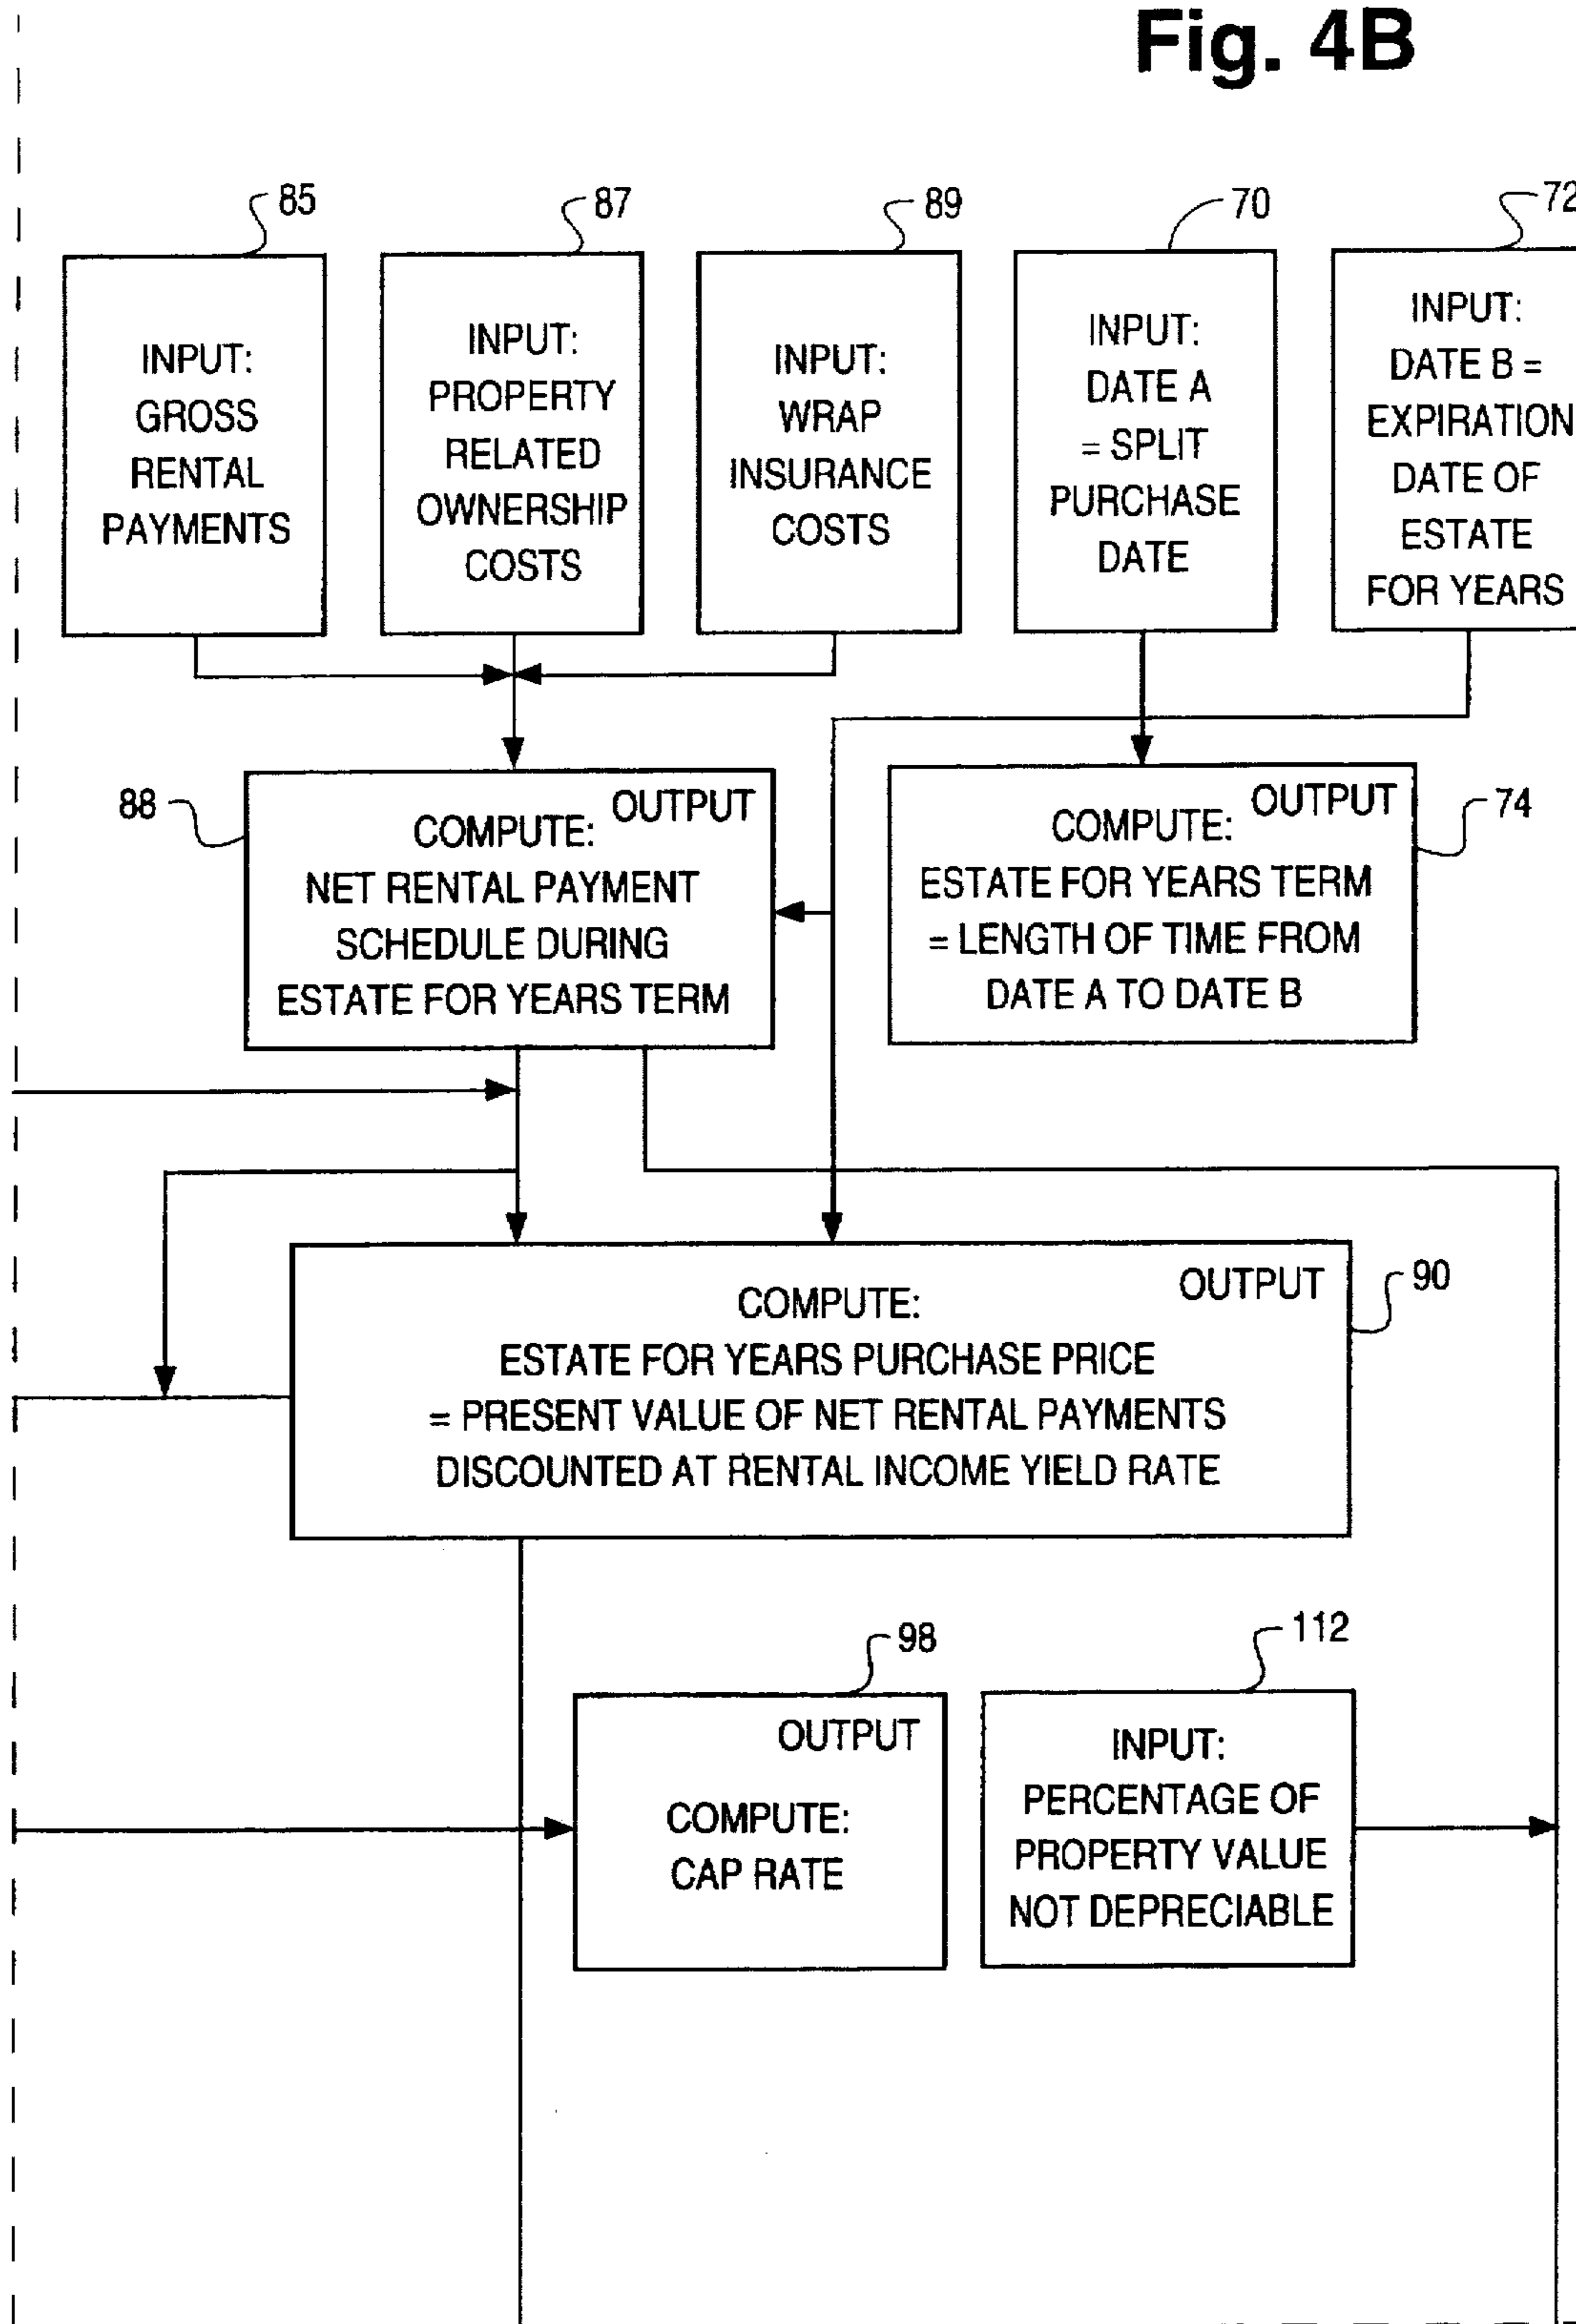 Fig. 4B
85
87
89
70
72
INPUT:
GROSS
RENTAL
PAYMENTS
INPUT:
PROPERTY
RELATED
OWNERSHIP
COSTS
INPUT:
WRAP
INSURANCE
COSTS
INPUT:
DATE A
= SPLIT
PURCHASE
DATE
INPUT:
DATE B =
EXPIRATION
DATE OF
ESTATE
FOR YEARS
88
OUTPUT
COMPUTE:
NET RENTAL PAYMENT
SCHEDULE DURING
ESTATE FOR YEARS TERM
74
OUTPUT
COMPUTE:
ESTATE FOR YEARS TERM
= LENGTH OF TIME FROM
DATE A TO DATE B
90
OUTPUT
COMPUTE:
ESTATE FOR YEARS PURCHASE PRICE
= PRESENT VALUE OF NET RENTAL PAYMENTS
DISCOUNTED AT RENTAL INCOME YIELD RATE
98
OUTPUT
COMPUTE:
CAP RATE
112
INPUT:
PERCENTAGE OF
PROPERTY VALUE
NOT DEPRECIABLE